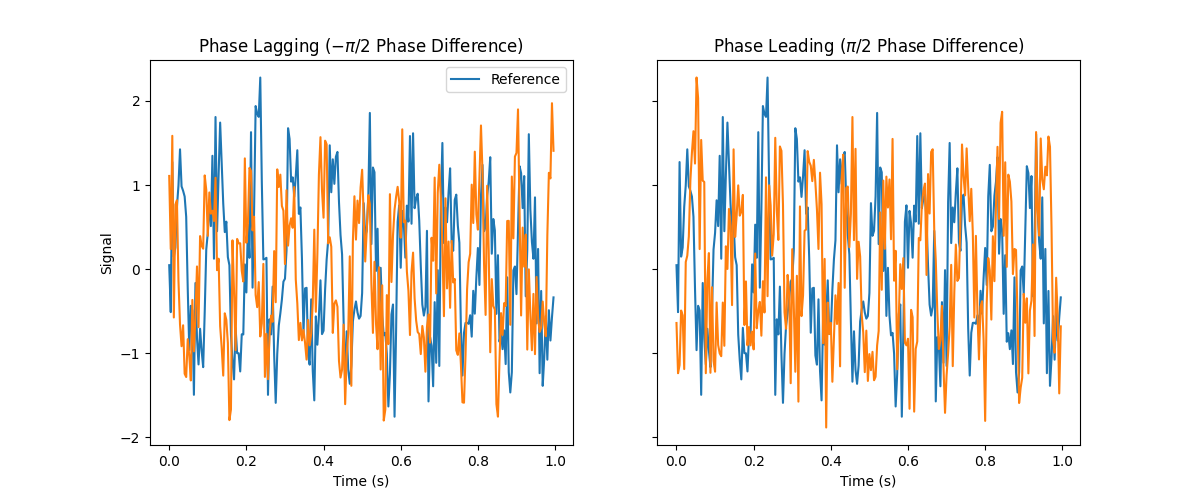 Phase Lagging (−π/2 Phase Difference)
Phase Leading (π/2 Phase Difference)
Reference
Signal
2
1
0
−1
−2
0.0 0.2 0.4 0.6 0.8 1.0
0.0 0.2 0.4 0.6 0.8 1.0
Time (s)
Time (s)